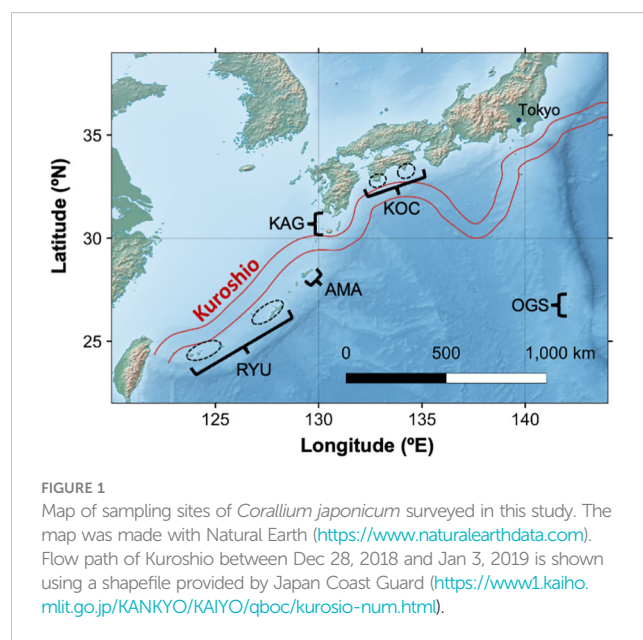 Tokyo
35
KOC
KAG
30
Kuroshio
AMA
OGS
25
0 500 1,000 km
RYU
125 130 135 140
Latitude (ºN)
Longitude (ºE)
FIGURE 1
Map of sampling sites of Corallium japonicum surveyed in this study. The
map was made with Natural Earth (https://www.naturalearthdata.com).
Flow path of Kuroshio between Dec 28, 2018 and Jan 3, 2019 is shown
using a shapefile provided by Japan Coast Guard (https://www1.kaiho.
mlit.go.jp/KANKYO/KAIYO/qboc/kurosio-num.html).